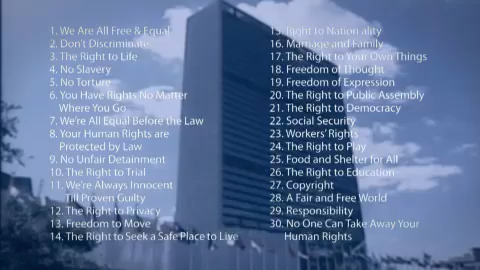 1. We Are All Free & Equal
2. Don't Discriminate
3. The Right to Life
4. No Slavery
5. No Torture
6. You Have Rights No Matter
Where You Go
7. We're All Equal Before the Law
8. Your Human Rights are
Protected by Law
9. No Unfair Detainment
10. The Right to Trial
11. We're Always Innocent
Till Proven Guilty
12. The Right to Privacy
13. Freedom to Move
14. The Right to Seek a Safe Place to Live
15. Right to Nation ality
16. Marriage and Family
17. The Right to Your Own Things
18. Freedom of Thought
19. Freedom of Expression
20. The Right to Public Assembly
21. The Right to Democracy
22. Social Security
23. Workers' Rights
24. The Right to Play
25. Food and Shelter for All
26. The Right to Education
27. Copyright
28. A Fair and Free World
29. Responsibility
30. No One Can Take Away Your
Human Rights